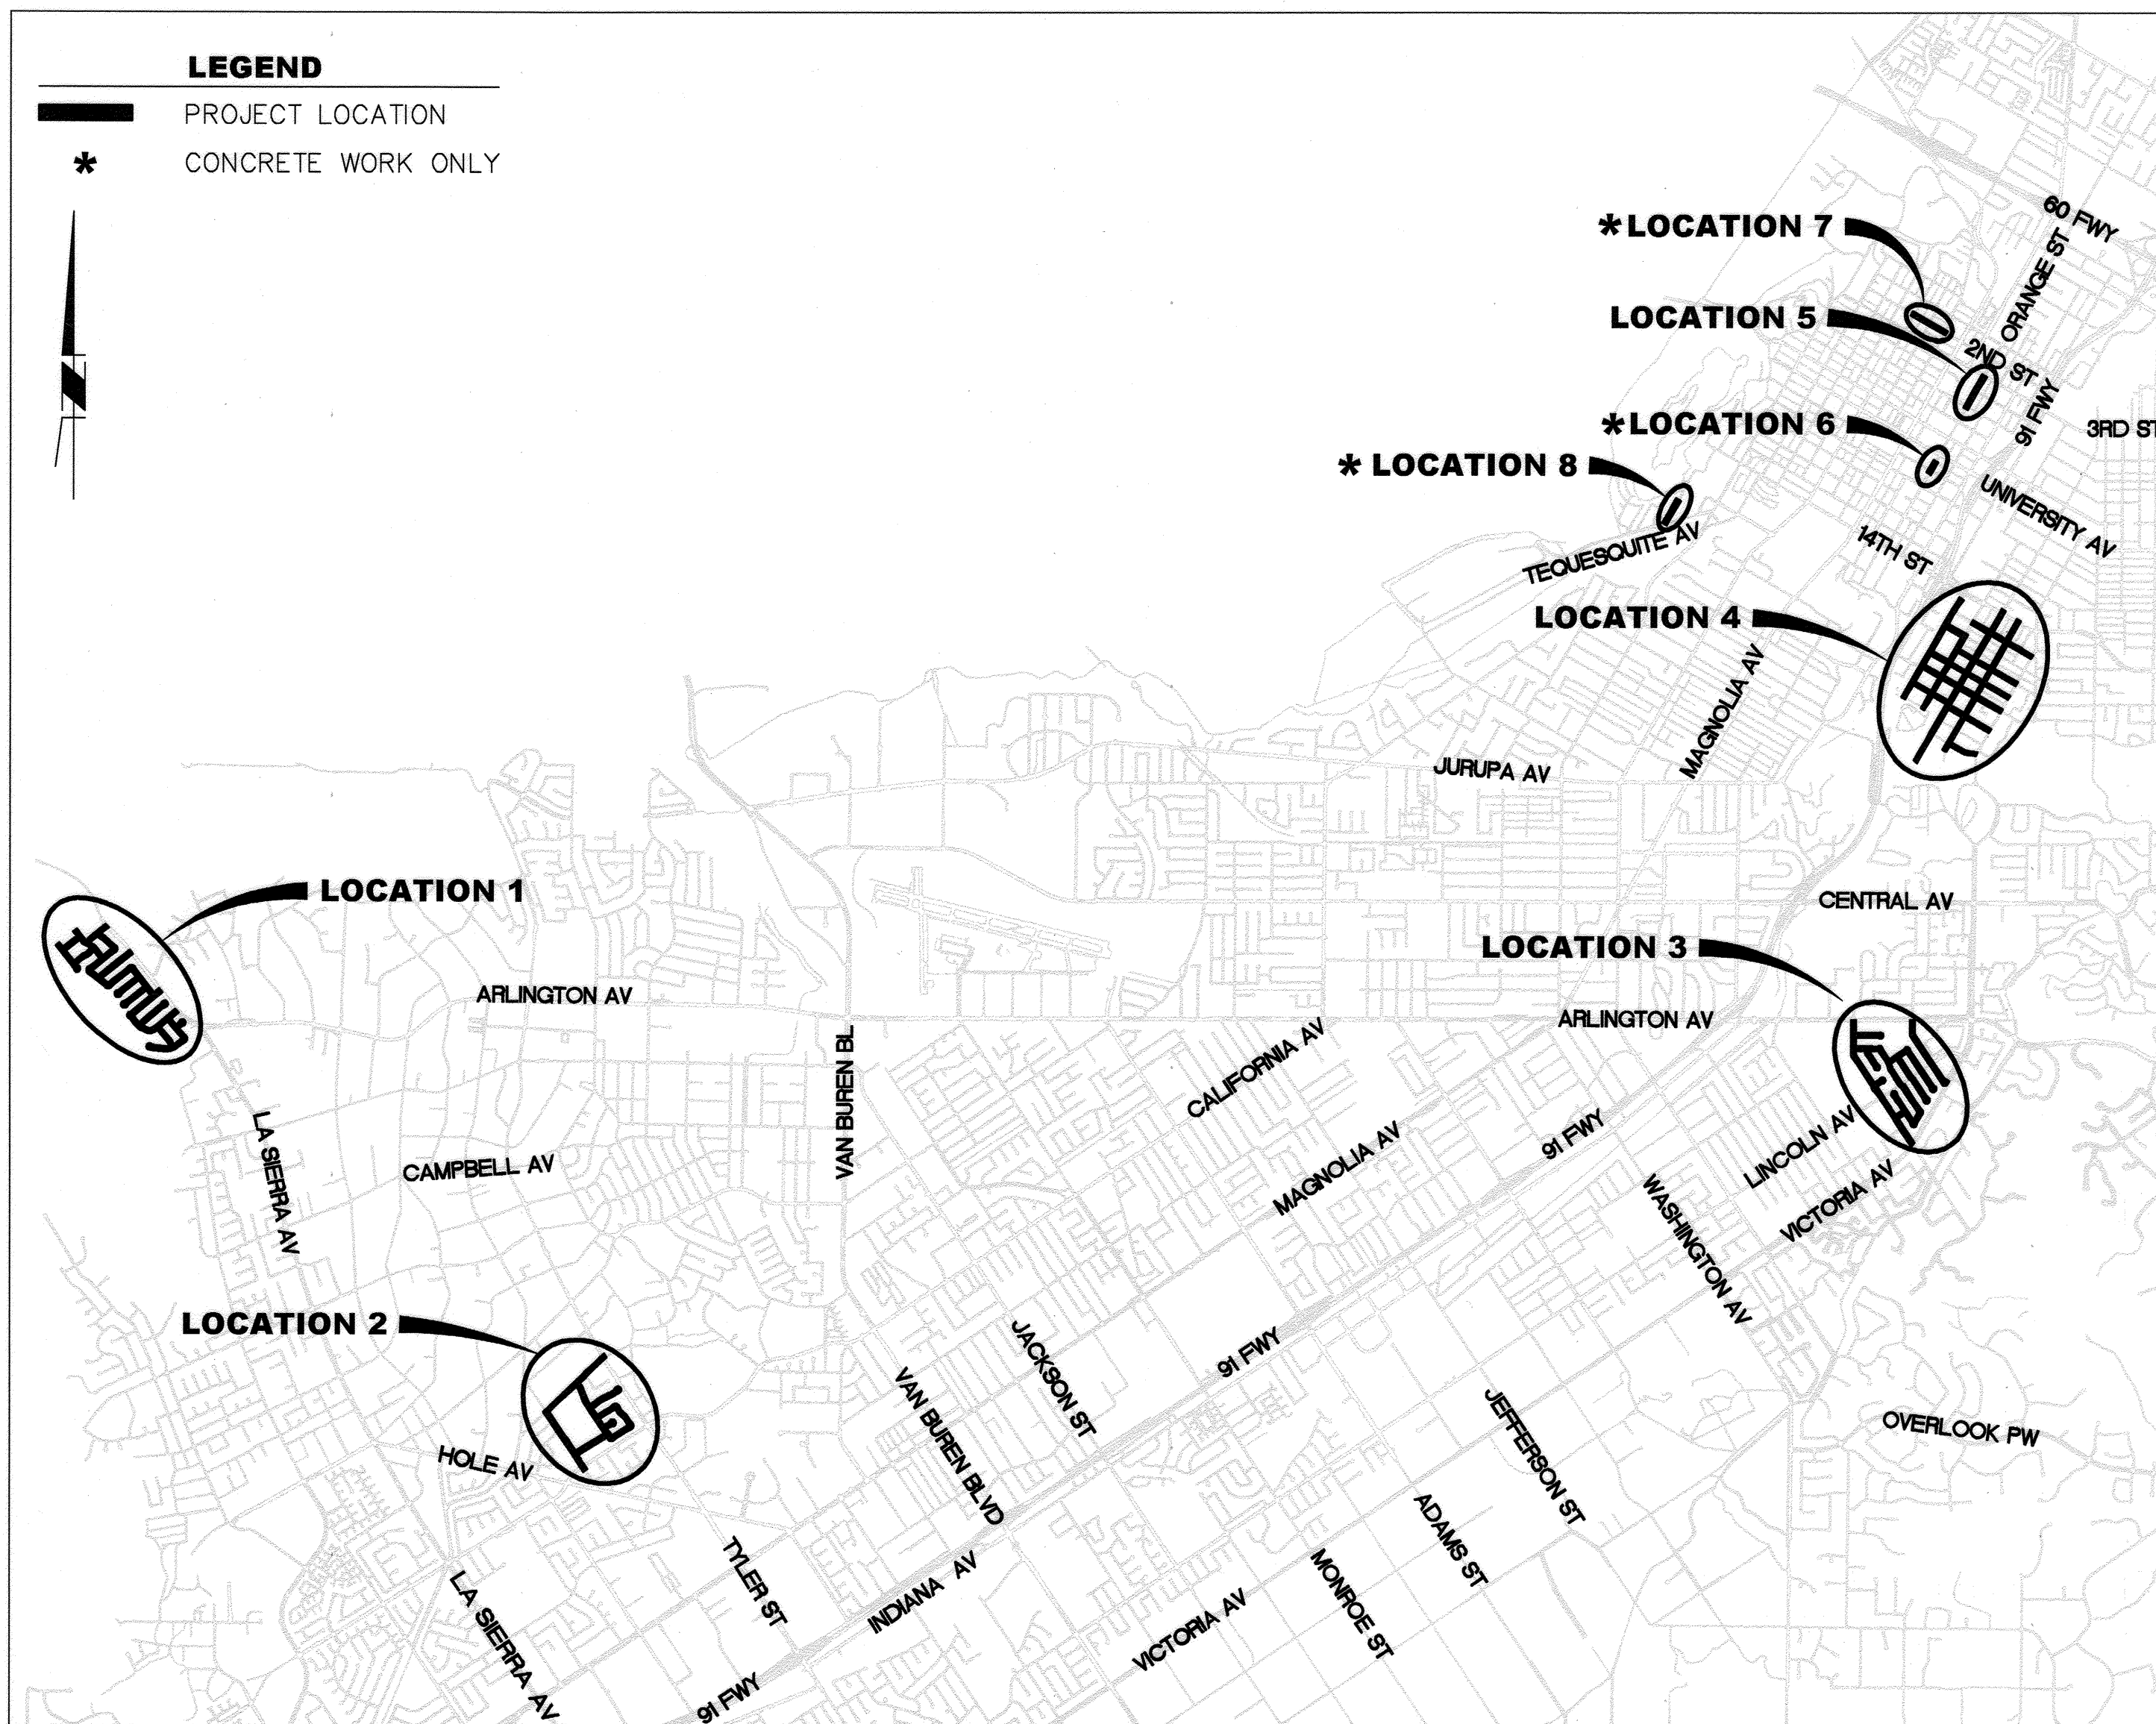 LEGEND
PROJECT LOCATION
* CONCRETE WORK ONLY
N
60 FWY
*LOCATION 7
ORANGE ST
LOCATION 5
2ND ST
91 FWY
*LOCATION 6
3RD ST
* LOCATION 8
UNIVERSITY AV
TEQUESQUITE AV
14TH ST
LOCATION 4
MAGNOLIA AV
JURUPA AV
LOCATION 1
CENTRAL AV
LOCATION 3
ARLINGTON AV
ARLINGTON AV
VAN BUREN BL
CALIFORNIA AV
LA SIERRA AV
CAMPBELL AV
MAGNOLIA AV
91 FWY
LINCOLN AV
VICTORIA AV
WASHINGTON AV
LOCATION 2
JACKSON ST
91 FWY
VAN BUREN BLVD
JEFFERSON ST
OVERLOOK PW
HOLE AV
ADAMS ST
TYLER ST
INDIANA AV
MONROE ST
LA SIERRA AV
VICTORIA AV
91 FWY